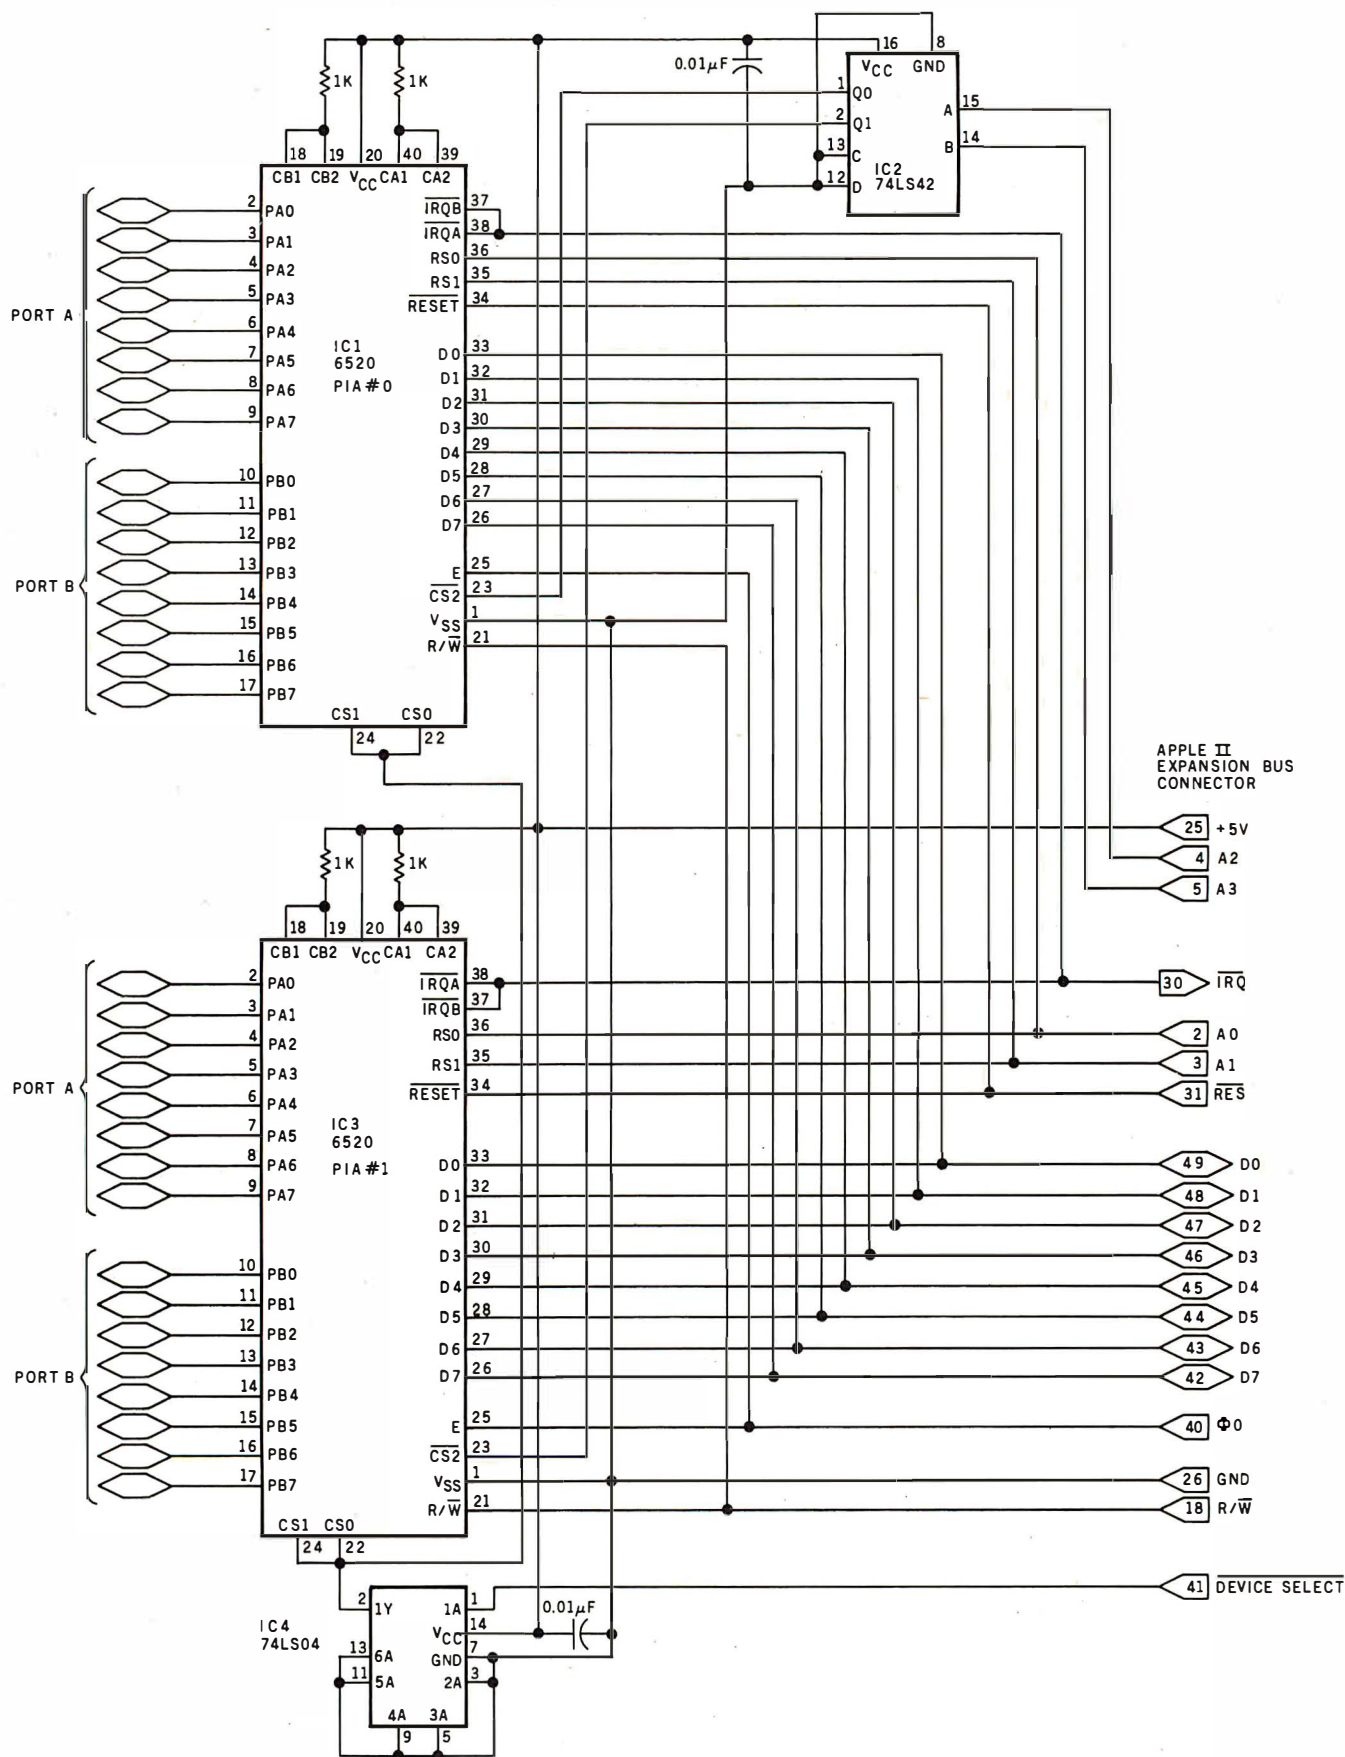 0.01µF
16
8
VCC GND
1 Q0
2 Q1
13 C
12 D
A 15
B 14
IC2
74LS42
1K
1K
18 19 20 40 39
CB1 CB2 VCC CA1 CA2
PORT A
2 PA0
3 PA1
4 PA2
5 PA3
6 PA4
7 PA5
8 PA6
9 PA7
PORT B
10 PB0
11 PB1
12 PB2
13 PB3
14 PB4
15 PB5
16 PB6
17 PB7
IC1
6520
PIA#0
IRQB 37
IRQA 38
RS0 36
RS1 35
RESET 34
D0 33
D1 32
D2 31
D3 30
D4 29
D5 28
D6 27
D7 26
E 25
CS2 23
VSS 1
R/W 21
CS1 CS0
24 22
APPLE II
EXPANSION BUS
CONNECTOR
25 +5V
4 A2
5 A3
30 IRQ
2 A0
3 A1
31 RES
49 D0
48 D1
47 D2
46 D3
45 D4
44 D5
43 D6
42 D7
40 Φ0
26 GND
18 R/W
41 DEVICE SELECT
1K
1K
18 19 20 40 39
CB1 CB2 VCC CA1 CA2
PORT A
2 PA0
3 PA1
4 PA2
5 PA3
6 PA4
7 PA5
8 PA6
9 PA7
PORT B
10 PB0
11 PB1
12 PB2
13 PB3
14 PB4
15 PB5
16 PB6
17 PB7
IC3
6520
PIA#1
IRQA 38
IRQB 37
RS0 36
RS1 35
RESET 34
D0 33
D1 32
D2 31
D3 30
D4 29
D5 28
D6 27
D7 26
E 25
CS2 23
VSS 1
R/W 21
CS1 CS0
24 22
IC4
74LS04
2 1Y
13 6A
11 5A
1A 1
VCC 14
GND 7
2A 3
4A 3A
9 5
0.01µF